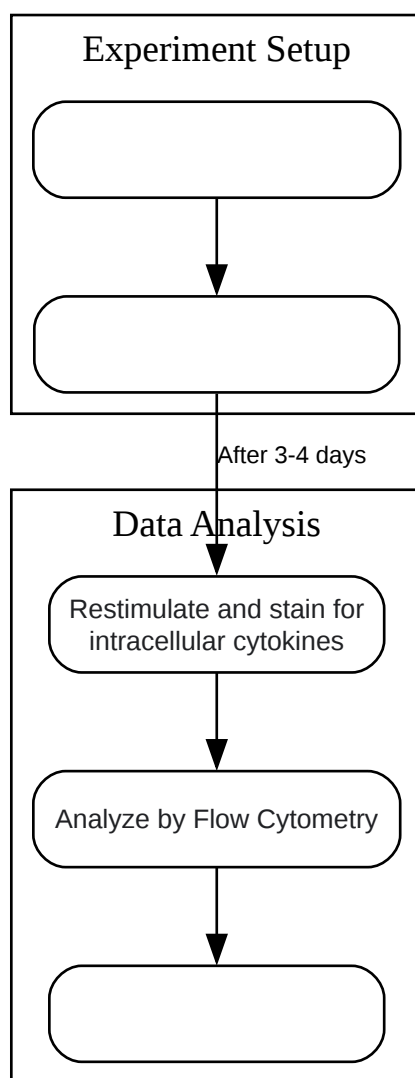 Experiment Setup
After 3-4 days
Data Analysis
Restimulate and stain for
intracellular cytokines
Analyze by Flow Cytometry